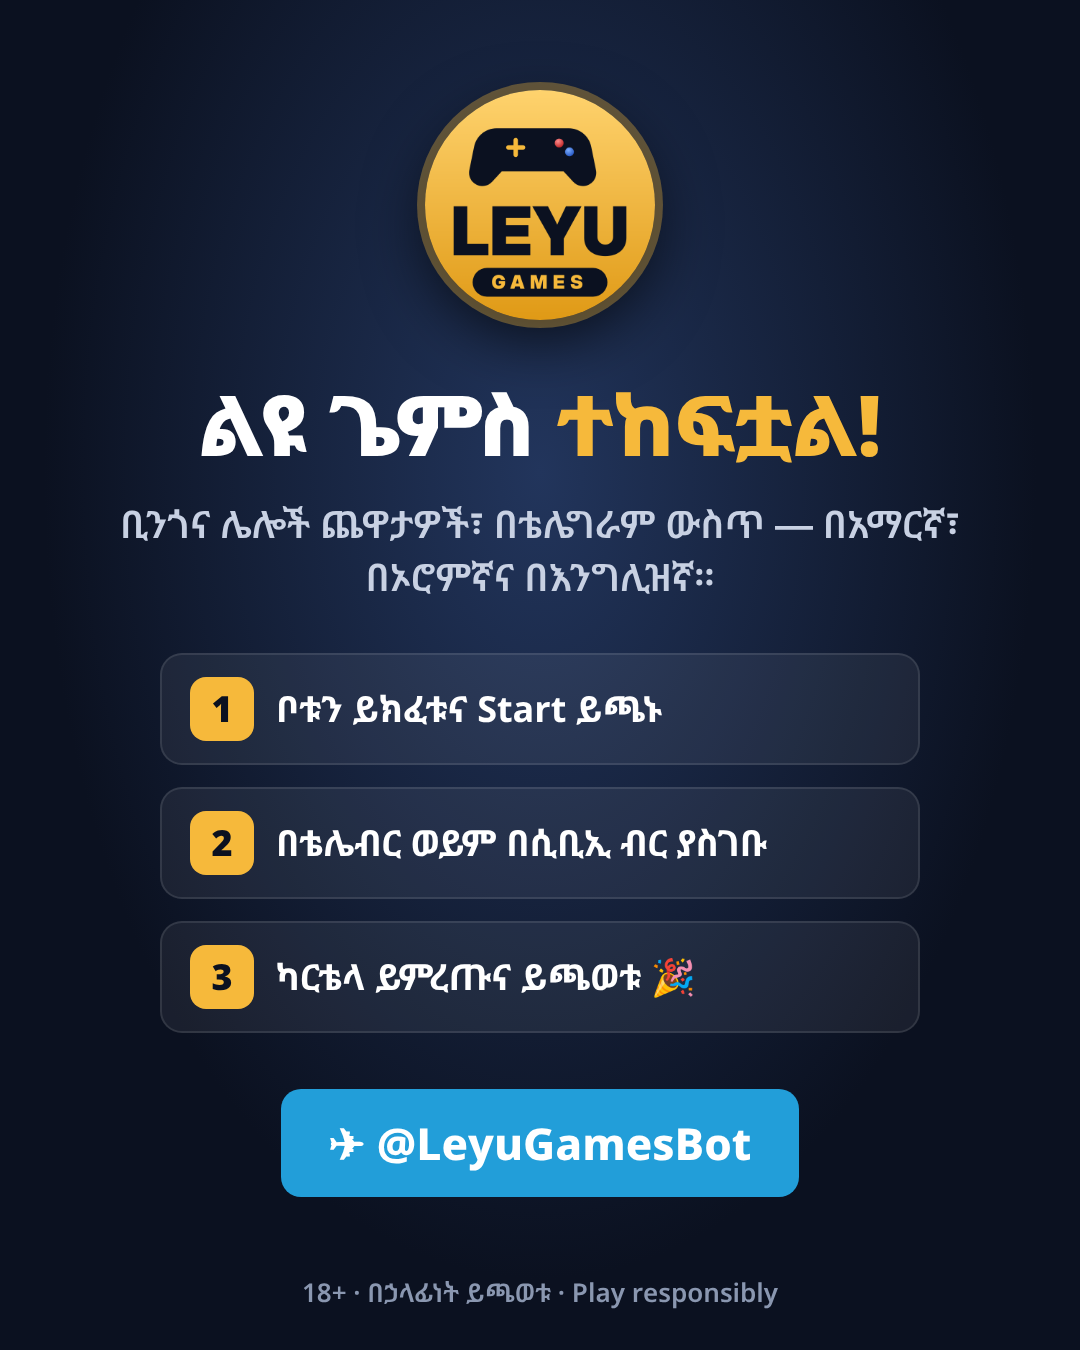 LEYU
GAMES
ልዩ ጌምስ ተከፍቷል!
ቢንጎና ሌሎች ጨዋታዎች፣ በቴሌግራም ውስጥ — በአማርኛ፣
በኦሮምኛና በእንግሊዝኛ።
1 ቦቱን ይክፈቱና Start ይጫኑ
2 በቴሌብር ወይም በሲቢኢ ብር ያስገቡ
3 ካርቴላ ይምረጡና ይጫወቱ 🎉
✈ @LeyuGamesBot
18+ · በኃላፊነት ይጫወቱ · Play responsibly